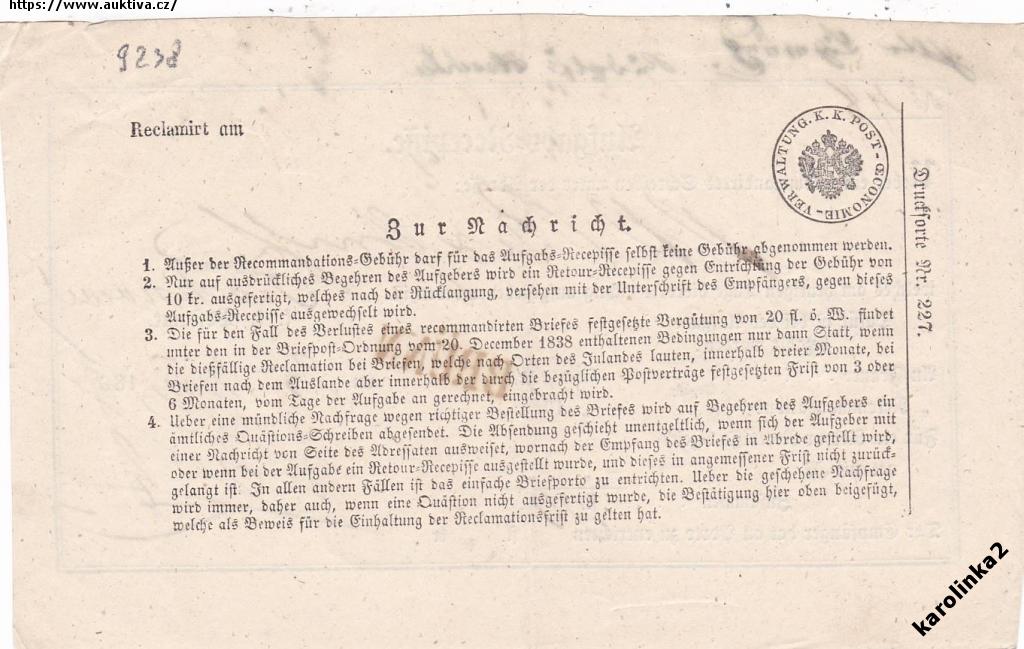 https://www.auktiva.cz/
9238
Reclamirt am
VERWALTUNG. K. K. POST-ŒCONOMIE-
Drucksorte Nr. 227.
Zur Nachricht.
1. Außer der Recommandations-Gebühr darf für das Aufgabs-Recepisse selbst keine Gebühr abgenommen werden.
2. Nur auf ausdrückliches Begehren des Aufgebers wird ein Retour-Recepisse gegen Entrichtung der Gebühr von
10 kr. ausgefertigt, welches nach der Rücklangung, versehen mit der Unterschrift des Empfängers, gegen dieses
Aufgabs-Recepisse ausgewechselt wird.
3. Die für den Fall des Verlustes eines recommandirten Briefes festgesetzte Vergütung von 20 fl. ö. W. findet
unter den in der Briefpost-Ordnung vom 20. December 1838 enthaltenen Bedingungen nur dann Statt, wenn
die dießfällige Reclamation bei Briefen, welche nach Orten des Inlandes lauten, innerhalb dreier Monate, bei
Briefen nach dem Auslande aber innerhalb der durch die bezüglichen Postverträge festgesetzten Frist von 3 oder
6 Monaten, vom Tage der Aufgabe an gerechnet, eingebracht wird.
4. Ueber eine mündliche Nachfrage wegen richtiger Bestellung des Briefes wird auf Begehren des Aufgebers ein
ämtliches Quästions-Schreiben abgesendet. Die Absendung geschieht unentgeltlich, wenn sich der Aufgeber mit
einer Nachricht von Seite des Adressaten ausweiset, wornach der Empfang des Briefes in Abrede gestellt wird,
oder wenn bei der Aufgabe ein Retour-Recepisse ausgestellt wurde, und dieses in angemessener Frist nicht zurück-
gelangt ist. In allen andern Fällen ist das einfache Briefporto zu entrichten. Ueber die geschehene Nachfrage
wird immer, daher auch, wenn eine Quästion nicht ausgefertigt wurde, die Bestätigung hier oben beigefügt,
welche als Beweis für die Einhaltung der Reclamationsfrist zu gelten hat.
karolinka2